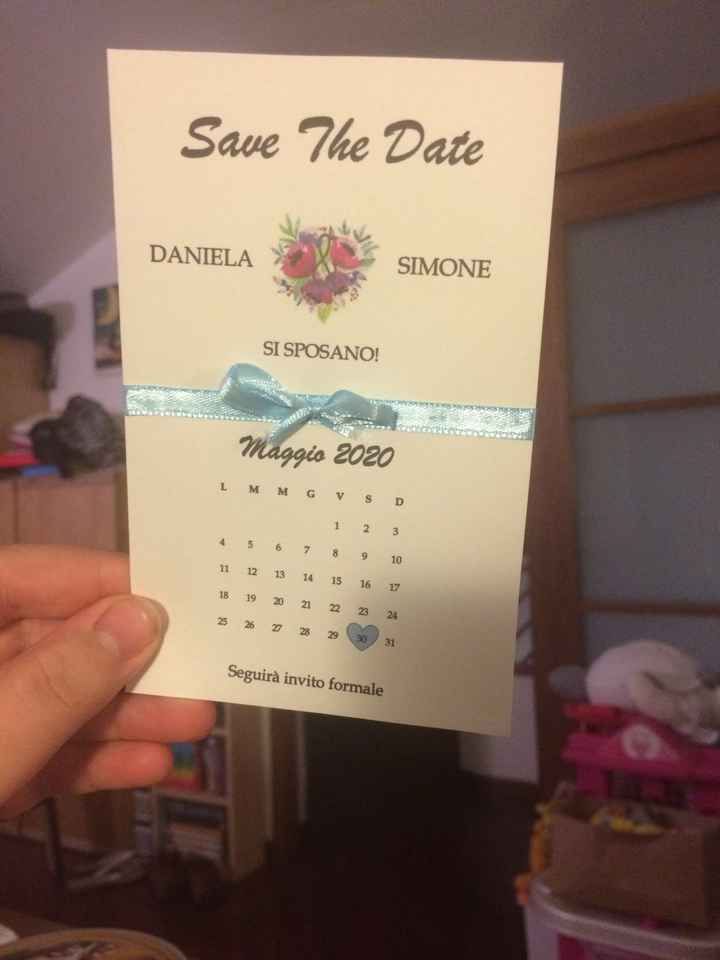 Save The Date
DANIELA & SIMONE
SI SPOSANO!
Maggio 2020
L M M G V S D
1 2 3
4 5 6 7 8 9 10
11 12 13 14 15 16 17
18 19 20 21 22 23 24
25 26 27 28 29 30 31
Seguirà invito formale